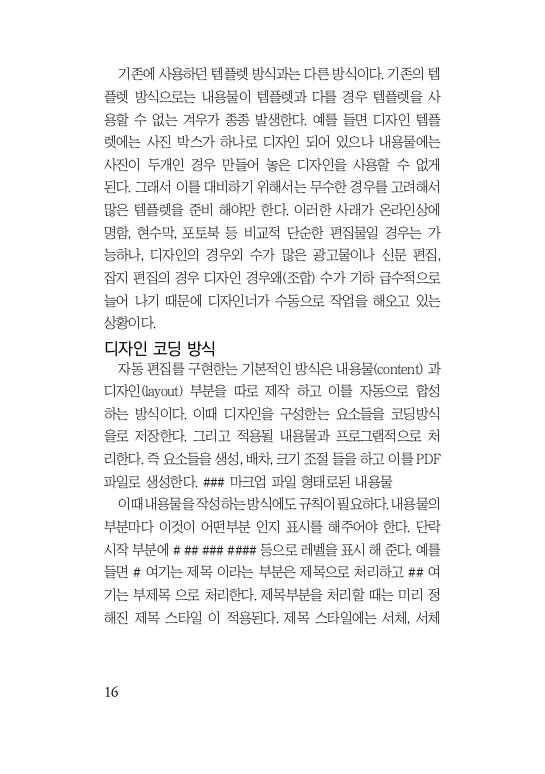 기존에 사용하던 템플렛 방식과는 다른 방식이다. 기존의 템
플렛 방식으로는 내용물이 템플렛과 다를 경우 템플렛을 사
용할 수 없는 겨우가 종종 발생한다. 예를 들면 디자인 템플
렛에는 사진 박스가 하나로 디자인 되어 있으나 내용물에는
사진이 두개인 경우 만들어 놓은 디자인을 사용할 수 없게
된다. 그래서 이를 대비하기 위해서는 무수한 경우를 고려해서
많은 템플렛을 준비 해야만 한다. 이러한 사래가 온라인상에
명함, 현수막, 포토북 등 비교적 단순한 편집물일 경우는 가
능하나, 디자인의 경우외 수가 많은 광고물이나 신문 편집,
잡지 편집의 경우 디자인 경우왜(조합) 수가 기하 급수적으로
늘어 나기 때문에 디자인너가 수동으로 작업을 해오고 있는
상황이다.
디자인 코딩 방식
자동 편집를 구현한는 기본적인 방식은 내용물(content) 과
디자인(layout) 부분을 따로 제작 하고 이를 자동으로 합성
하는 방식이다. 이때 디자인을 구성한는 요소들을 코딩방식
을로 저장한다. 그리고 적용될 내용물과 프로그램적으로 처
리한다. 즉 요소들을 생성, 배차, 크기 조절 들을 하고 이를 PDF
파일로 생성한다. ### 마크업 파일 형태로된 내용물
이때 내용물을 작성하는 방식에도 규칙이 필요하다. 내용물의
부분마다 이것이 어떤부분 인지 표시를 해주어야 한다. 단락
시작 부분에 # ## ### #### 등으로 레벨을 표시 해 준다. 예를
들면 # 여기는 제목 이라는 부분은 제목으로 처리하고 ## 여
기는 부제목 으로 처리한다. 제목부분을 처리할 때는 미리 정
해진 제목 스타일 이 적용된다. 제목 스타일에는 서체, 서체
16